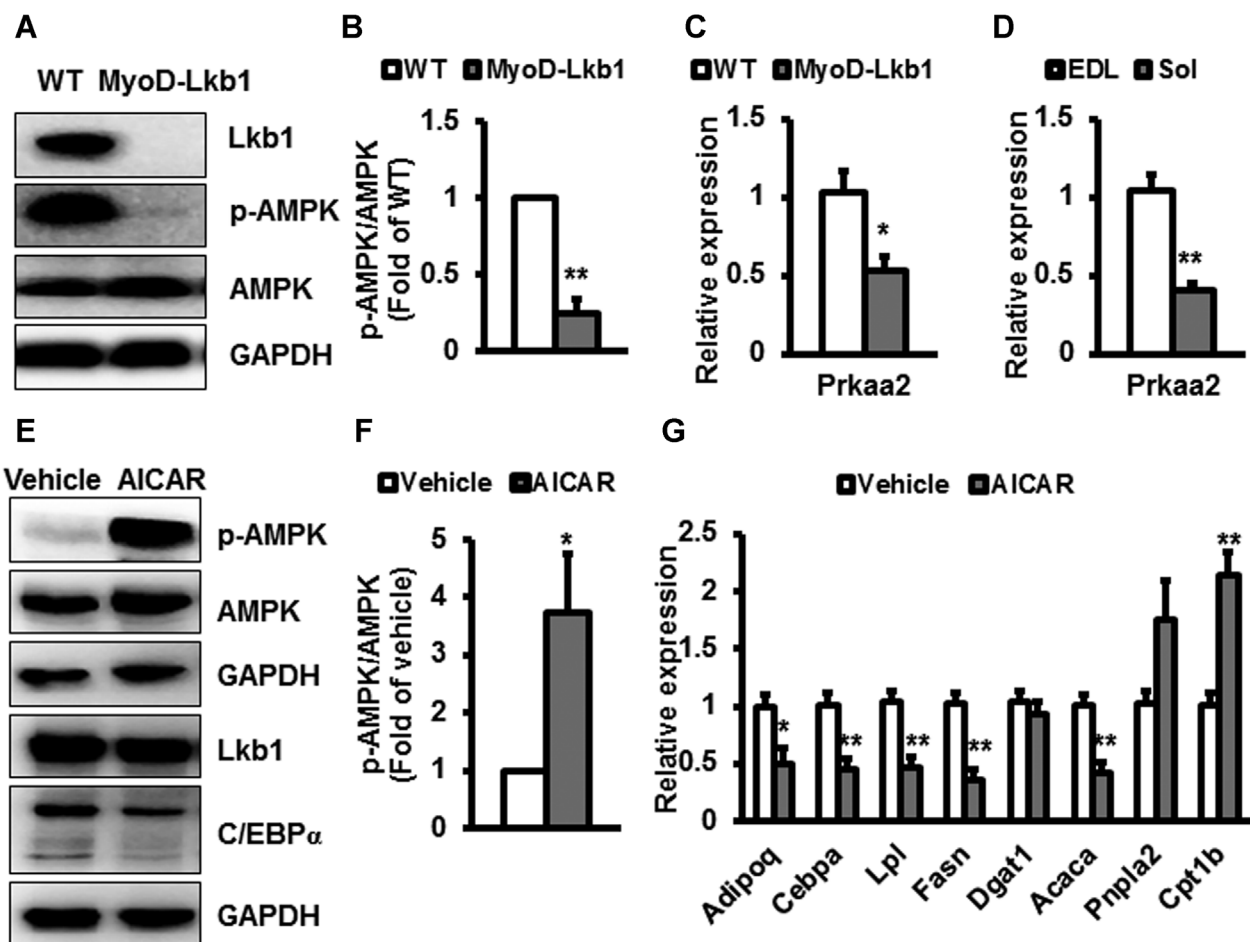 A
WT MyoD-Lkb1
Lkb1
p-AMPK
AMPK
GAPDH
B
WT MyoD-Lkb1
p-AMPK/AMPK
(Fold of WT)
1.5
1
0.5
0
**
C
WT MyoD-Lkb1
Relative expression
1.5
1
0.5
0
*
Prkaa2
D
EDL Sol
Relative expression
1.5
1
0.5
0
**
Prkaa2
E
Vehicle AICAR
p-AMPK
AMPK
GAPDH
Lkb1
C/EBPα
GAPDH
F
Vehicle AICAR
p-AMPK/AMPK
(Fold of vehicle)
5
4
3
2
1
0
*
G
Vehicle AICAR
Relative expression
2.5
2
1.5
1
0.5
0
* ** ** ** ** **
Adipoq Cebpa Lpl Fasn Dgat1 Acaca Pnpla2 Cpt1b